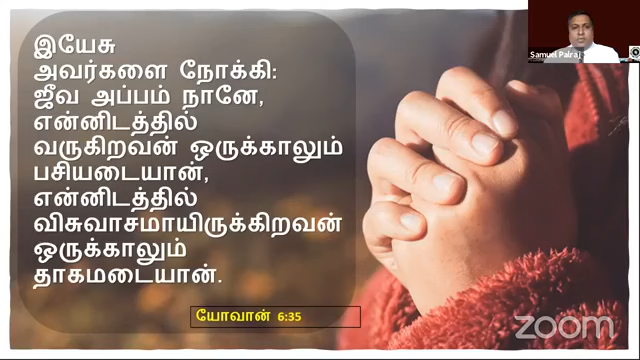 இயேசு
அவர்களை நோக்கி:
ஜீவ அப்பம் நானே,
என்னிடத்தில்
வருகிறவன் ஒருக்காலும்
பசியடையான்,
என்னிடத்தில்
விசுவாசமாயிருக்கிறவன்
ஒருக்காலும்
தாகமடையான்.
யோவான் 6:35
Samuel Palraj
zoom